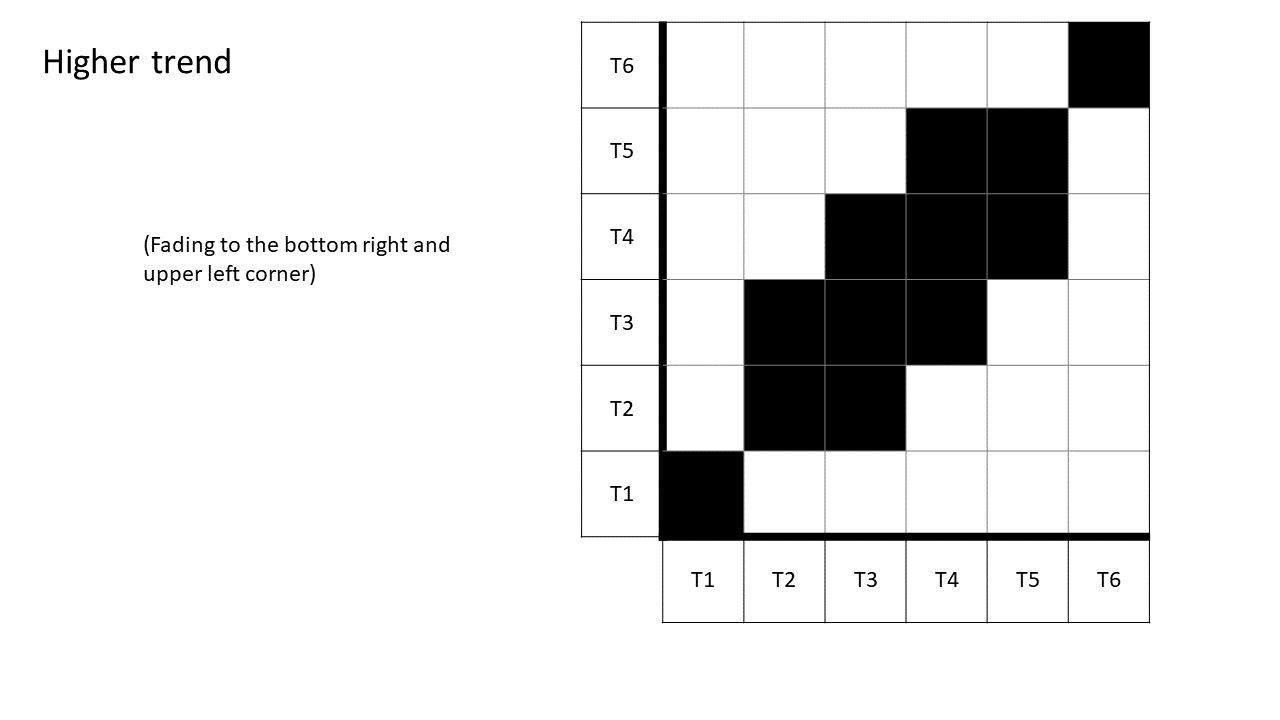 Higher trend
(Fading to the bottom right and
upper left corner)
T6
T5
T4
T3
T2
T1
T1 T2 T3 T4 T5 T6